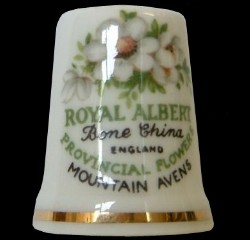 ROYAL ALBERT
Bone China
ENGLAND
PROVINCIAL FLOWERS
MOUNTAIN AVENS